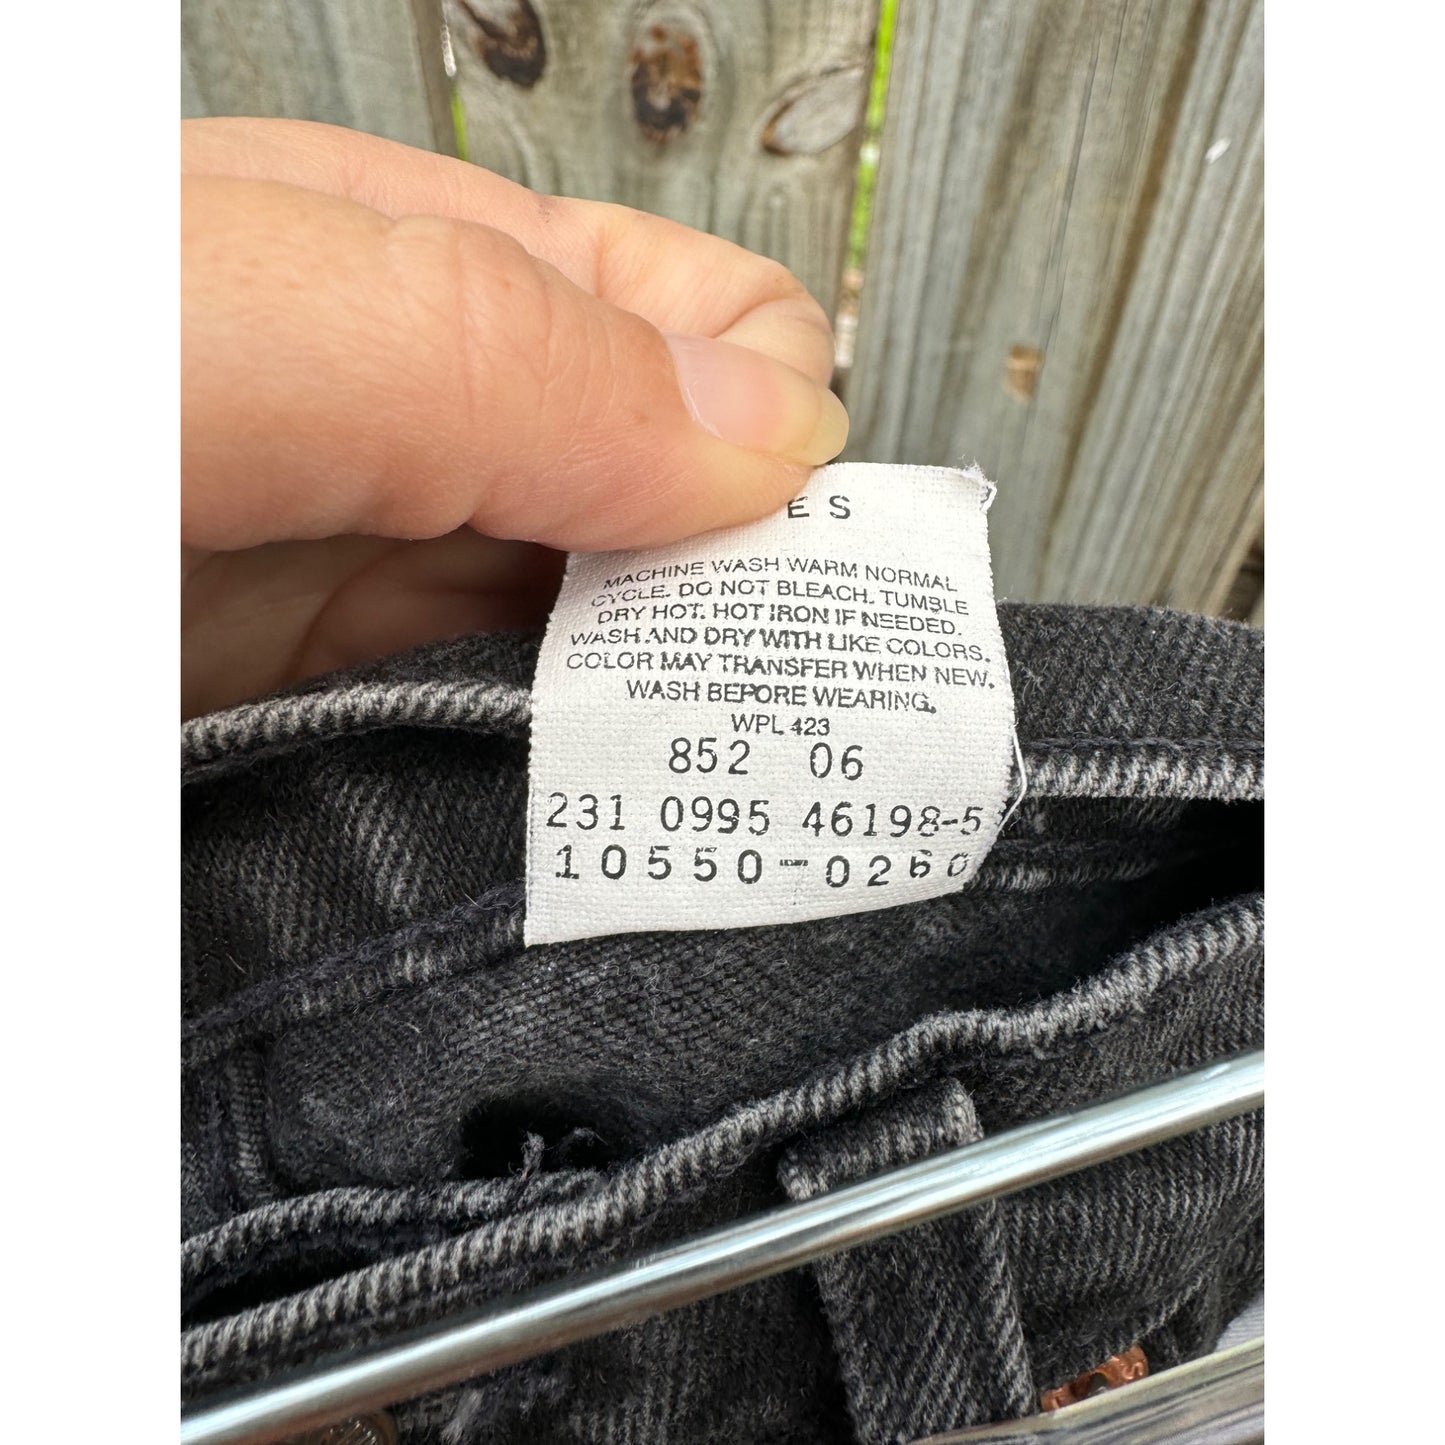 ES
MACHINE WASH WARM NORMAL
CYCLE. DO NOT BLEACH. TUMBLE
DRY HOT. HOT IRON IF NEEDED.
WASH AND DRY WITH LIKE COLORS.
COLOR MAY TRANSFER WHEN NEW.
WASH BEFORE WEARING.
WPL 423
852 06
231 0995 46198-5
10550-0260